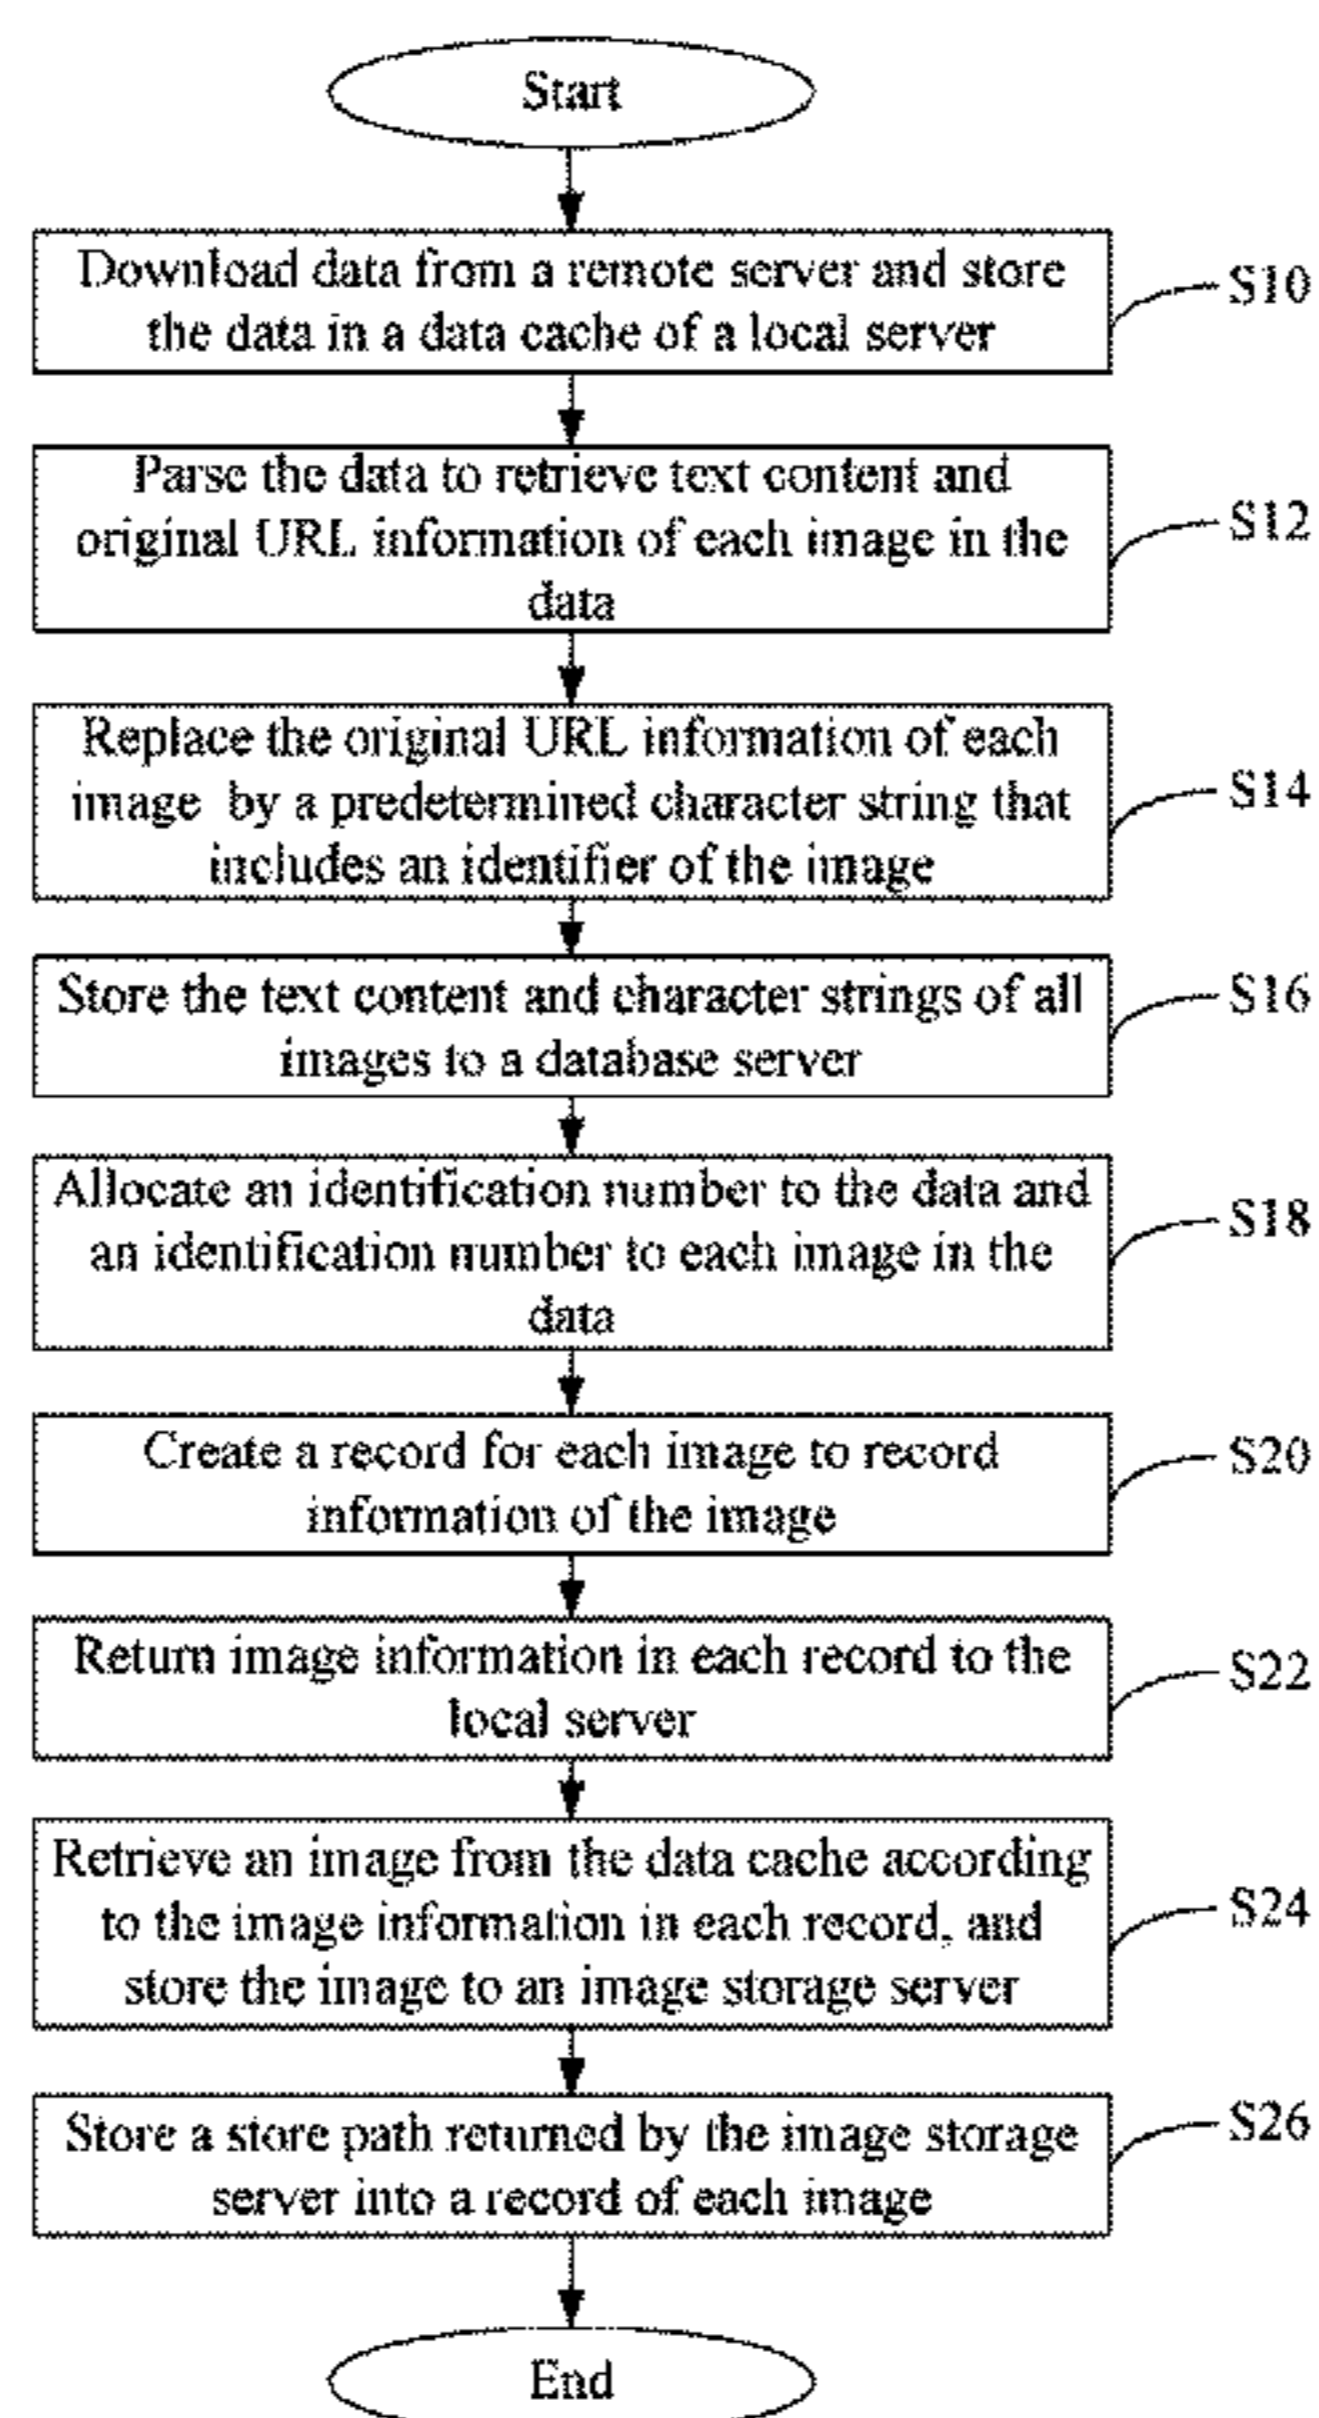 Start
Download data from a remote server and store
the data in a data cache of a local server
S10
Parse the data to retrieve text content and
original URL information of each image in the
data
S12
Replace the original URL information of each
image by a predetermined character string that
includes an identifier of the image
S14
Store the text content and character strings of all
images to a database server
S16
Allocate an identification number to the data and
an identification number to each image in the
data
S18
Create a record for each image to record
information of the image
S20
Return image information in each record to the
local server
S22
Retrieve an image from the data cache according
to the image information in each record, and
store the image to an image storage server
S24
Store a store path returned by the image storage
server into a record of each image
S26
End